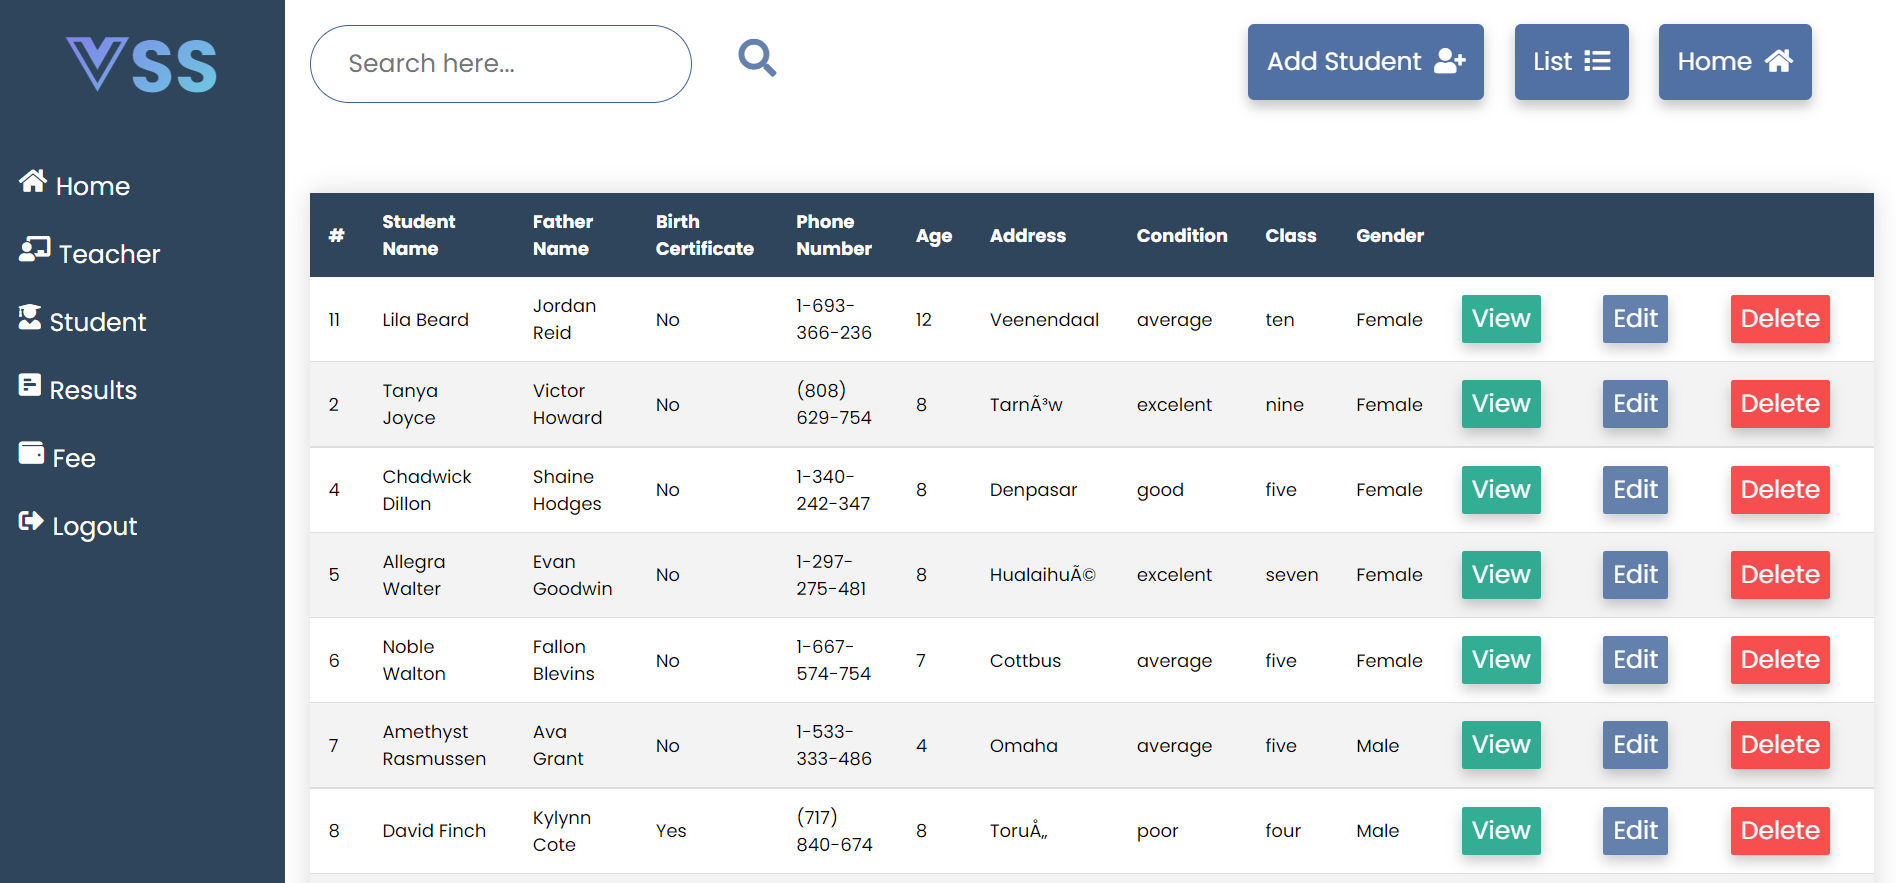 VSS
Search here...
Add Student
List
Home
Home
Teacher
Student
Results
Fee
Logout
# Student Name Father Name Birth Certificate Phone Number Age Address Condition Class Gender
11 Lila Beard Jordan Reid No 1-693-366-236 12 Veenendaal average ten Female View Edit Delete
2 Tanya Joyce Victor Howard No (808) 629-754 8 TarnÃ³w excelent nine Female View Edit Delete
4 Chadwick Dillon Shaine Hodges No 1-340-242-347 8 Denpasar good five Female View Edit Delete
5 Allegra Walter Evan Goodwin No 1-297-275-481 8 HualaihuÃ© excelent seven Female View Edit Delete
6 Noble Walton Fallon Blevins No 1-667-574-754 7 Cottbus average five Female View Edit Delete
7 Amethyst Rasmussen Ava Grant No 1-533-333-486 4 Omaha average five Male View Edit Delete
8 David Finch Kylynn Cote Yes (717) 840-674 8 ToruÅ„ poor four Male View Edit Delete